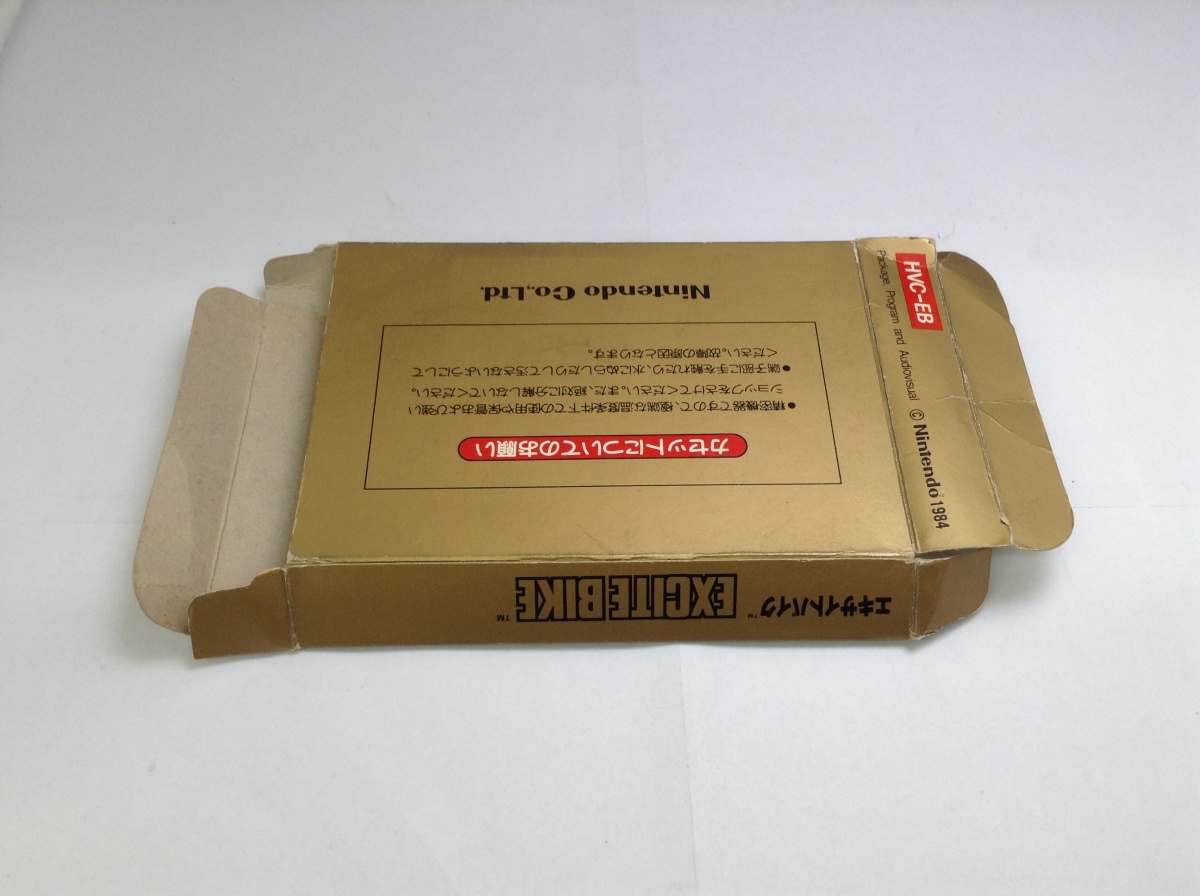 カセットについてのお願い
●精密機器ですので、極端な温度条件下での使用や保管および強い
ショックをさけてください。また、絶対に分解しないでください。
●端子部に手を触れたり、水にぬらしたりして汚さないようにして
ください。故障の原因となります。
Nintendo Co.,Ltd.
エキサイトバイク™
EXCITEBIKE™
HVC-EB
Package, Program and Audiovisual © Nintendo® 1984